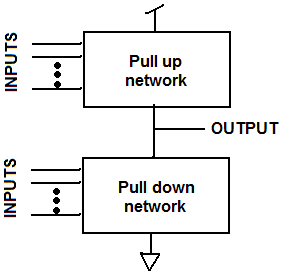 INPUTS
Pull up
network
OUTPUT
INPUTS
Pull down
network